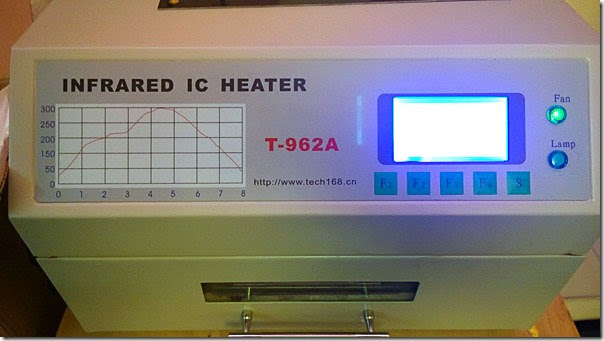 INFRARED IC HEATER
300
250
200
150
100
50
0 1 2 3 4 5 6 7 8
T-962A
http://www.tech168.cn
Fan
Lamp
F1 F2 F3 F4 S